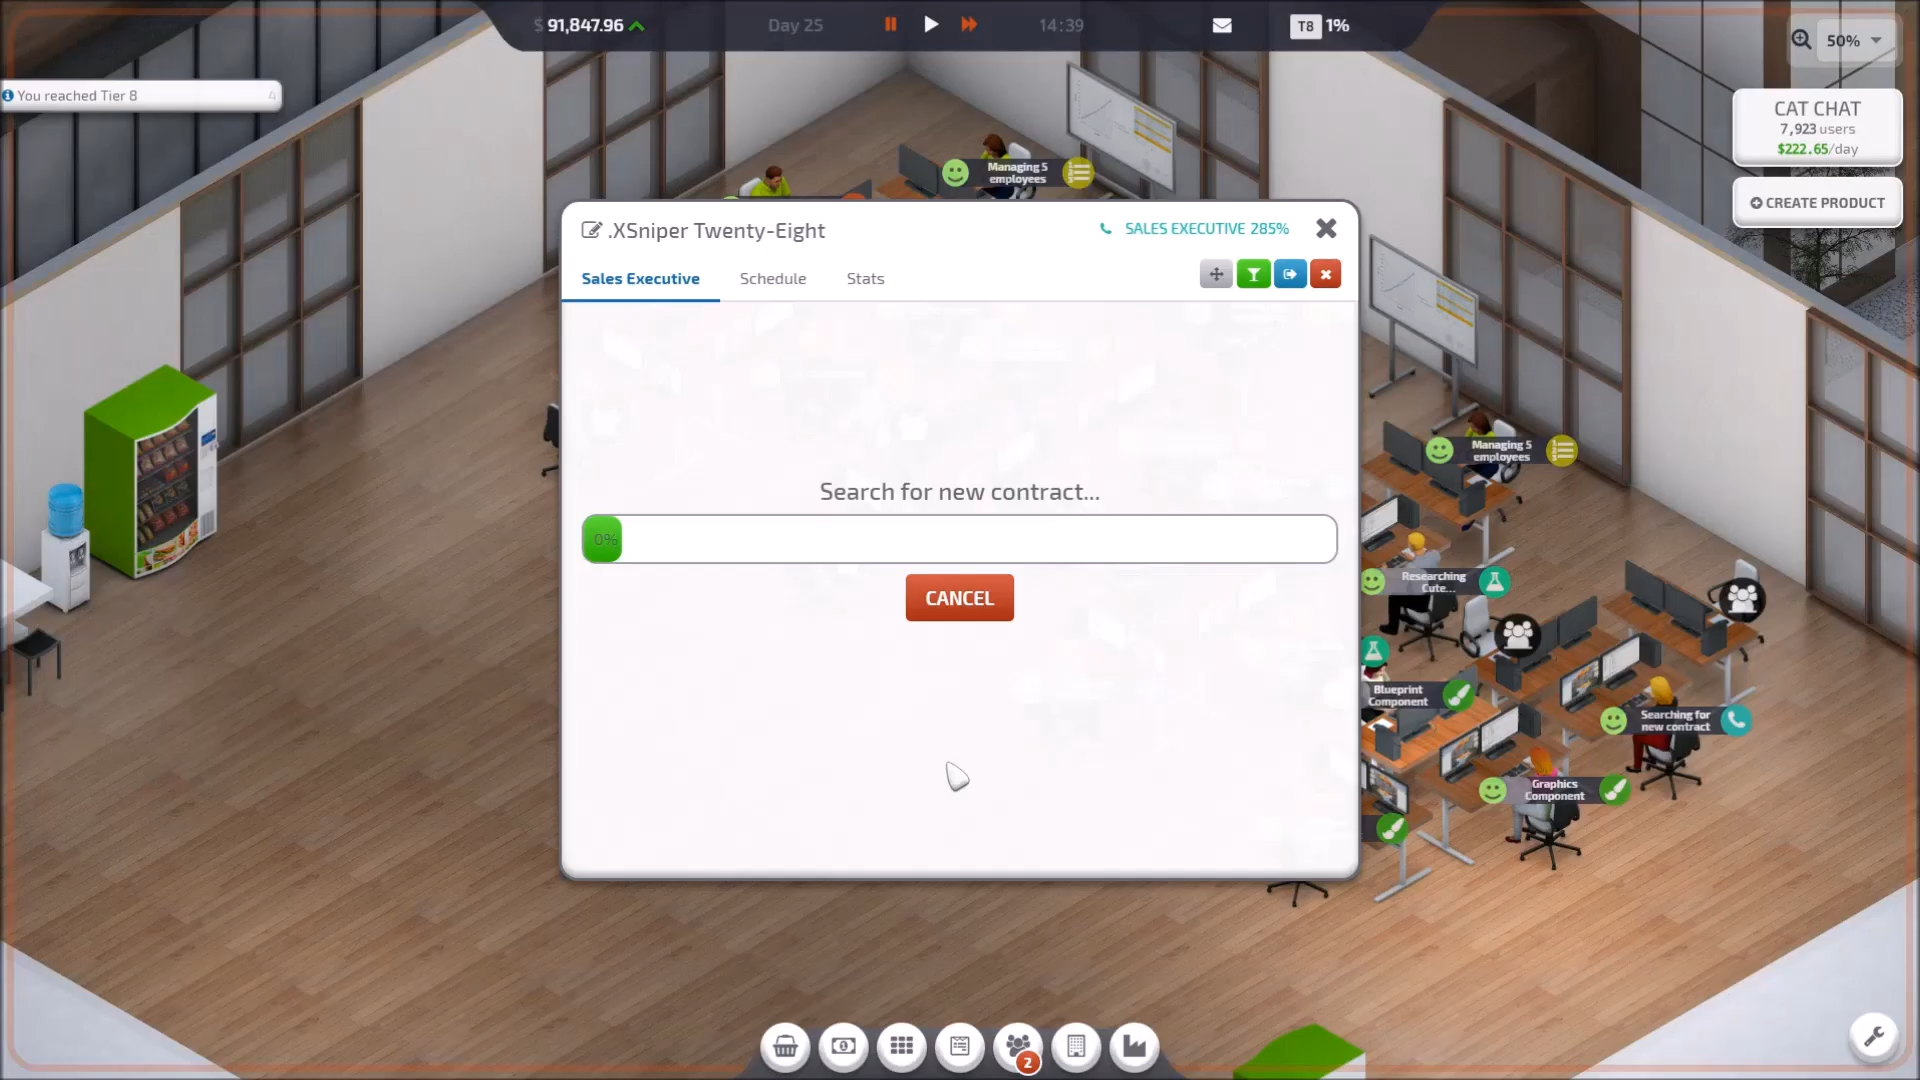 $ 91,847.96
Day 25
14:39
T8 1%
50%
You reached Tier 8
4
CAT CHAT
7,923 users
$222.65/day
CREATE PRODUCT
Managing 5
employees
.XSniper Twenty-Eight
SALES EXECUTIVE 285%
Sales Executive
Schedule
Stats
Search for new contract...
0%
CANCEL
Managing 5
employees
Researching
Cute...
Blueprint
Component
Searching for
new contract
Graphics
Component
2